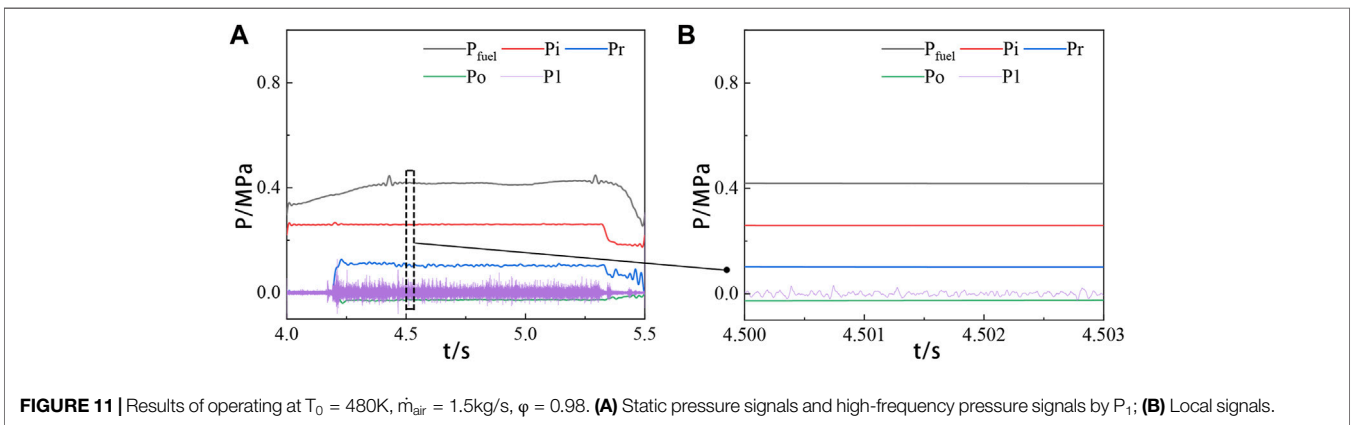 A
P_fuel Pi Pr
Po P1
0.8
0.4
0.0
P/MPa
4.0 4.5 5.0 5.5
t/s
B
P_fuel Pi Pr
Po P1
0.8
0.4
0.0
P/MPa
4.500 4.501 4.502 4.503
t/s
FIGURE 11 | Results of operating at T₀ = 480K, ṁ_air = 1.5kg/s, φ = 0.98. (A) Static pressure signals and high-frequency pressure signals by P₁; (B) Local signals.